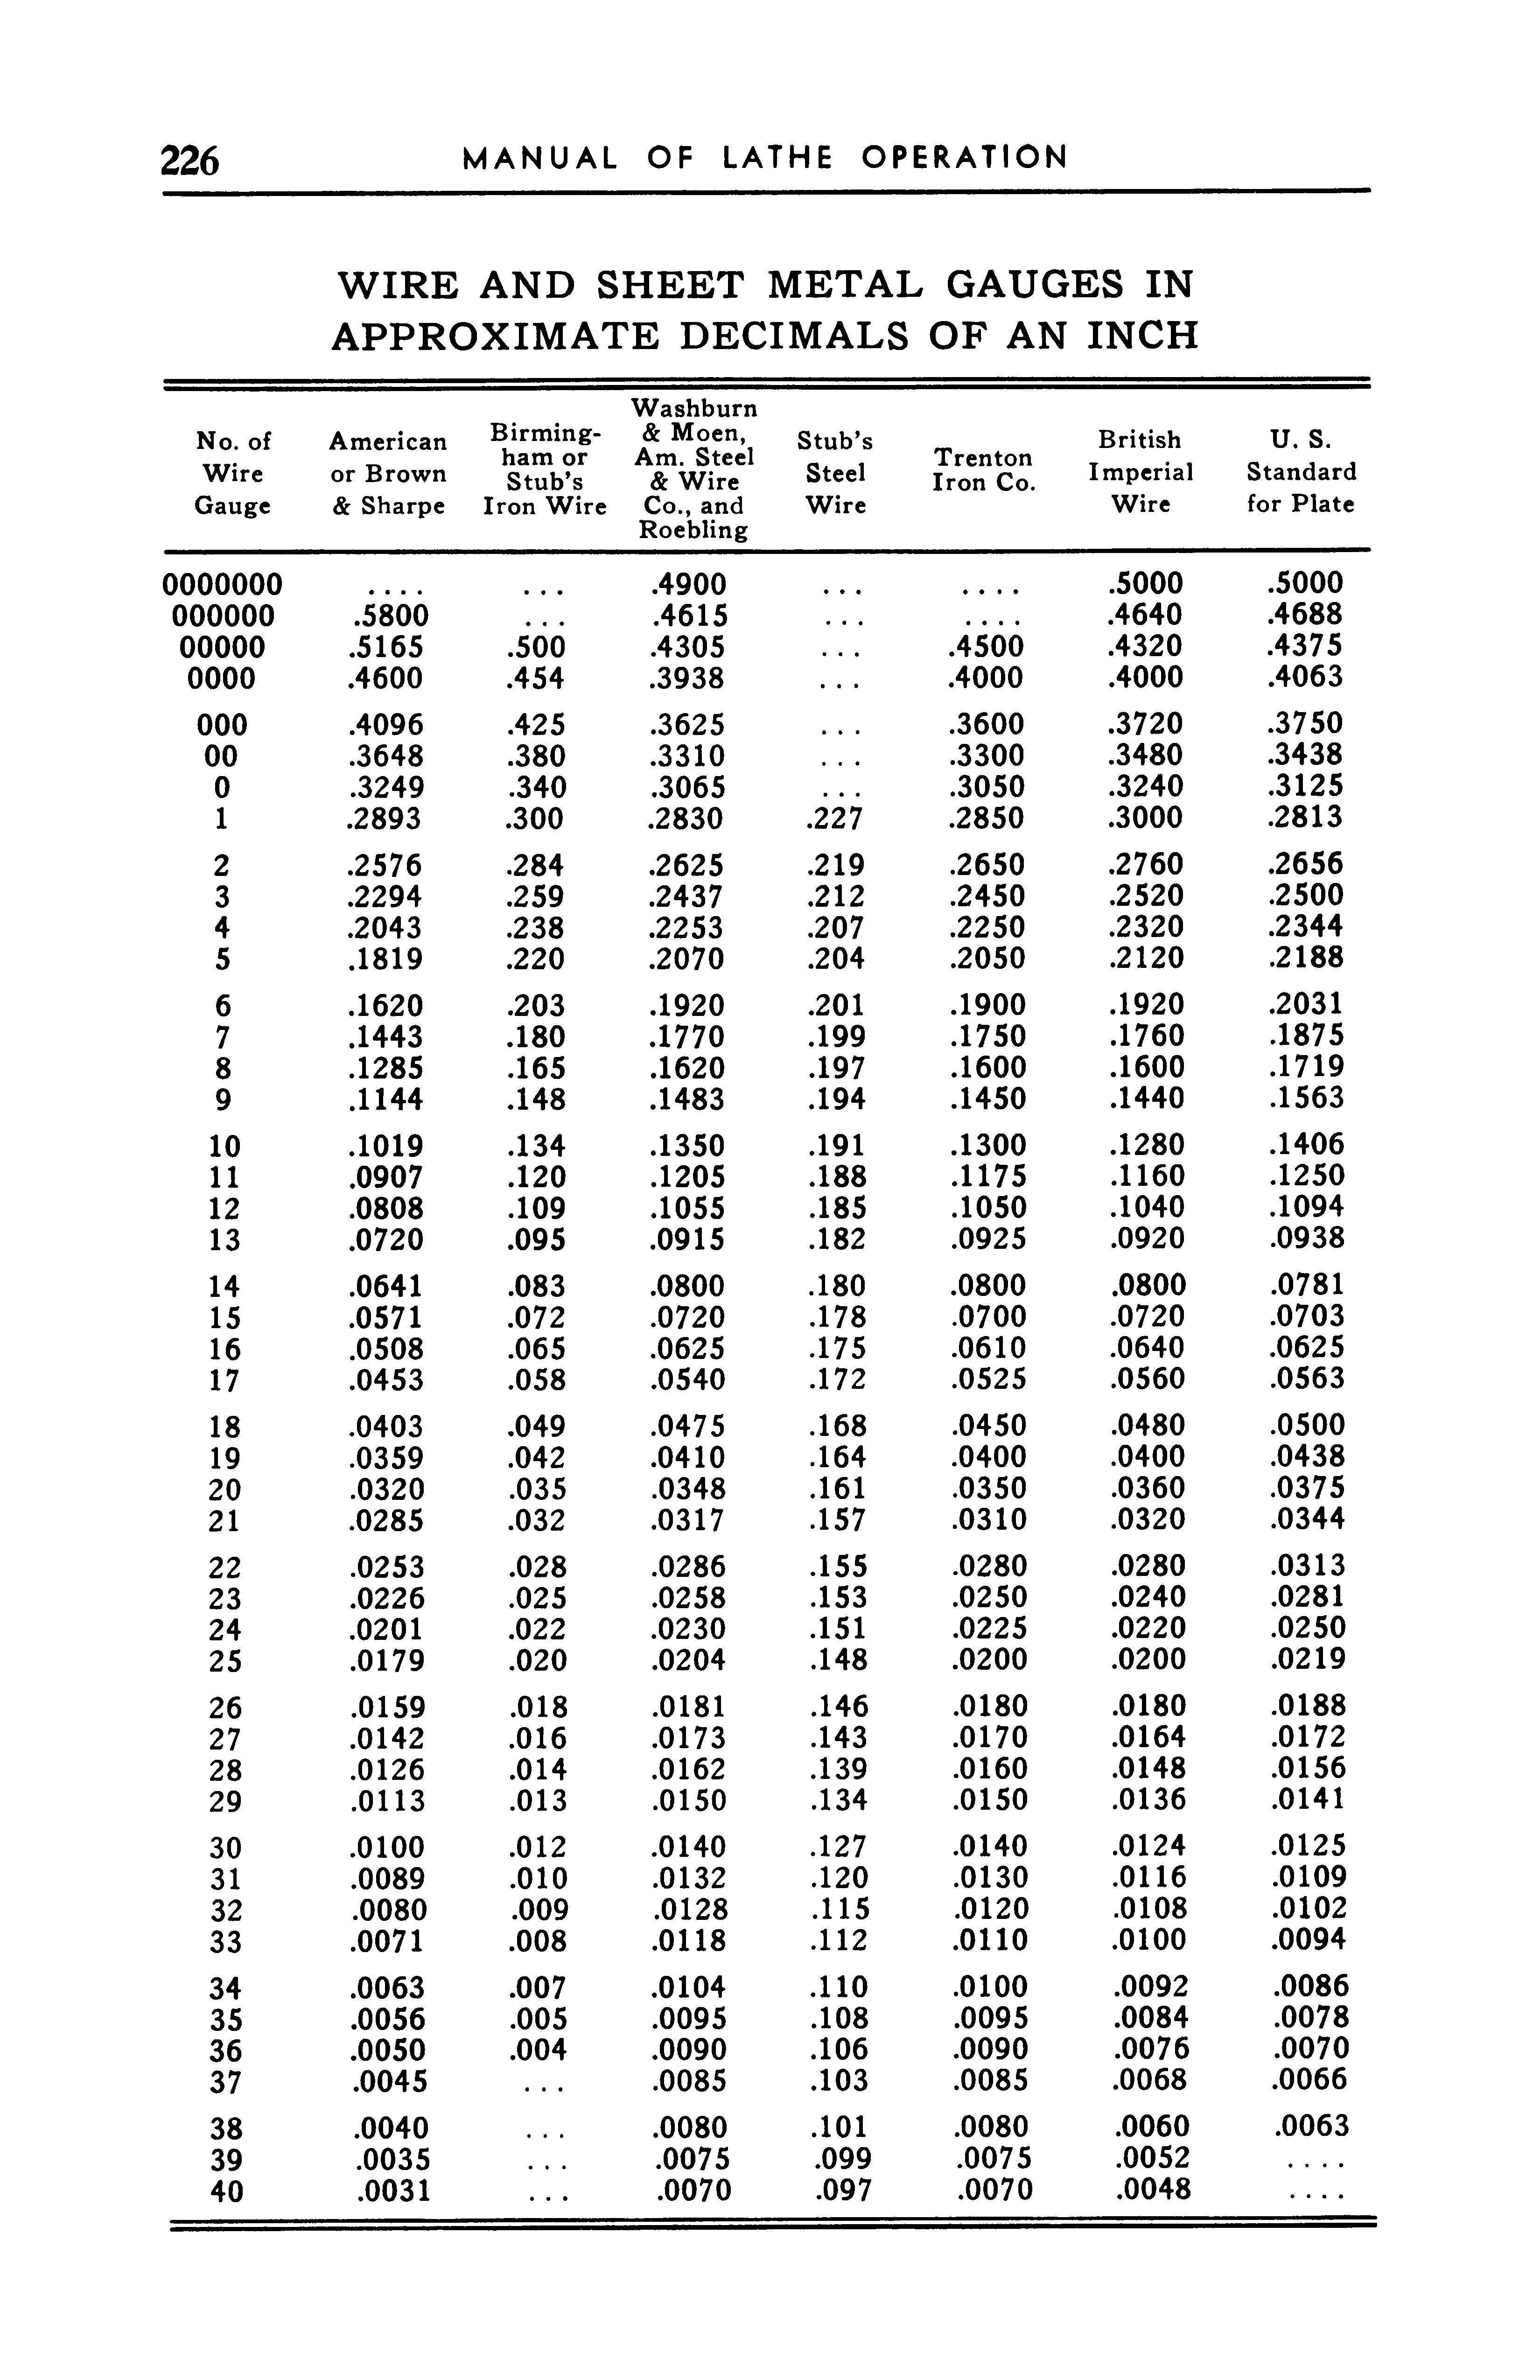 226 MANUAL OF LATHE OPERATION
WIRE AND SHEET METAL GAUGES IN
APPROXIMATE DECIMALS OF AN INCH
No. of Wire Gauge | American or Brown & Sharpe | Birming-ham or Stub's Iron Wire | Washburn & Moen, Am. Steel & Wire Co., and Roebling | Stub's Steel Wire | Trenton Iron Co. | British Imperial Wire | U. S. Standard for Plate
0000000 .... ... .4900 ... .... .5000 .5000
000000 .5800 ... .4615 ... .... .4640 .4688
00000 .5165 .500 .4305 ... .4500 .4320 .4375
0000 .4600 .454 .3938 ... .4000 .4000 .4063
000 .4096 .425 .3625 ... .3600 .3720 .3750
00 .3648 .380 .3310 ... .3300 .3480 .3438
0 .3249 .340 .3065 ... .3050 .3240 .3125
1 .2893 .300 .2830 .227 .2850 .3000 .2813
2 .2576 .284 .2625 .219 .2650 .2760 .2656
3 .2294 .259 .2437 .212 .2450 .2520 .2500
4 .2043 .238 .2253 .207 .2250 .2320 .2344
5 .1819 .220 .2070 .204 .2050 .2120 .2188
6 .1620 .203 .1920 .201 .1900 .1920 .2031
7 .1443 .180 .1770 .199 .1750 .1760 .1875
8 .1285 .165 .1620 .197 .1600 .1600 .1719
9 .1144 .148 .1483 .194 .1450 .1440 .1563
10 .1019 .134 .1350 .191 .1300 .1280 .1406
11 .0907 .120 .1205 .188 .1175 .1160 .1250
12 .0808 .109 .1055 .185 .1050 .1040 .1094
13 .0720 .095 .0915 .182 .0925 .0920 .0938
14 .0641 .083 .0800 .180 .0800 .0800 .0781
15 .0571 .072 .0720 .178 .0700 .0720 .0703
16 .0508 .065 .0625 .175 .0610 .0640 .0625
17 .0453 .058 .0540 .172 .0525 .0560 .0563
18 .0403 .049 .0475 .168 .0450 .0480 .0500
19 .0359 .042 .0410 .164 .0400 .0400 .0438
20 .0320 .035 .0348 .161 .0350 .0360 .0375
21 .0285 .032 .0317 .157 .0310 .0320 .0344
22 .0253 .028 .0286 .155 .0280 .0280 .0313
23 .0226 .025 .0258 .153 .0250 .0240 .0281
24 .0201 .022 .0230 .151 .0225 .0220 .0250
25 .0179 .020 .0204 .148 .0200 .0200 .0219
26 .0159 .018 .0181 .146 .0180 .0180 .0188
27 .0142 .016 .0173 .143 .0170 .0164 .0172
28 .0126 .014 .0162 .139 .0160 .0148 .0156
29 .0113 .013 .0150 .134 .0150 .0136 .0141
30 .0100 .012 .0140 .127 .0140 .0124 .0125
31 .0089 .010 .0132 .120 .0130 .0116 .0109
32 .0080 .009 .0128 .115 .0120 .0108 .0102
33 .0071 .008 .0118 .112 .0110 .0100 .0094
34 .0063 .007 .0104 .110 .0100 .0092 .0086
35 .0056 .005 .0095 .108 .0095 .0084 .0078
36 .0050 .004 .0090 .106 .0090 .0076 .0070
37 .0045 ... .0085 .103 .0085 .0068 .0066
38 .0040 ... .0080 .101 .0080 .0060 .0063
39 .0035 ... .0075 .099 .0075 .0052 ....
40 .0031 ... .0070 .097 .0070 .0048 ....